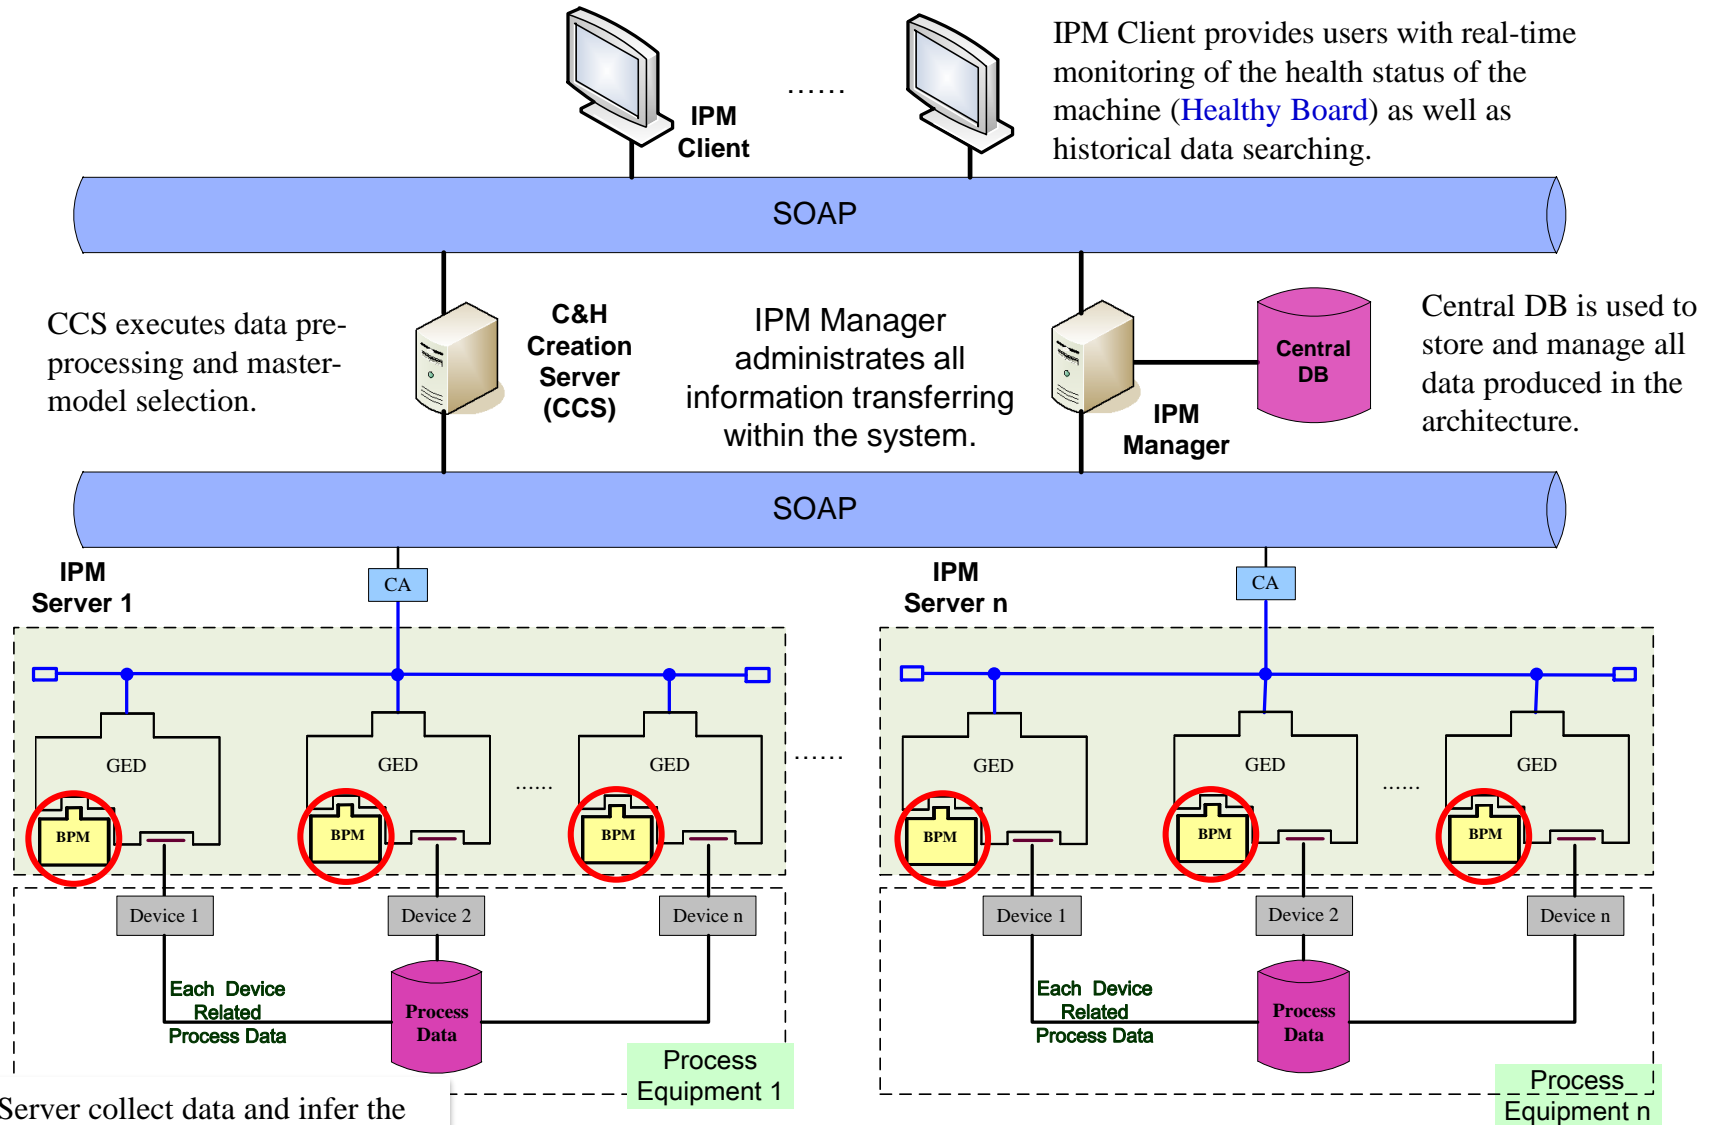 IPM Client provides users with real-time
monitoring of the health status of the
machine (Healthy Board) as well as
historical data searching.
......
IPM
Client
SOAP
CCS executes data pre-
processing and master-
model selection.
C&H
Creation
Server
(CCS)
IPM Manager
administrates all
information transferring
within the system.
IPM
Manager
Central
DB
Central DB is used to
store and manage all
data produced in the
architecture.
SOAP
IPM
Server 1
CA
IPM
Server n
CA
GED
GED
......
GED
......
GED
GED
......
GED
BPM
BPM
BPM
BPM
BPM
BPM
Device 1
Device 2
Device n
Device 1
Device 2
Device n
Each Device
Related
Process Data
Process
Data
Each Device
Related
Process Data
Process
Data
Process
Equipment 1
Process
Equipment n
Server collect data and infer the